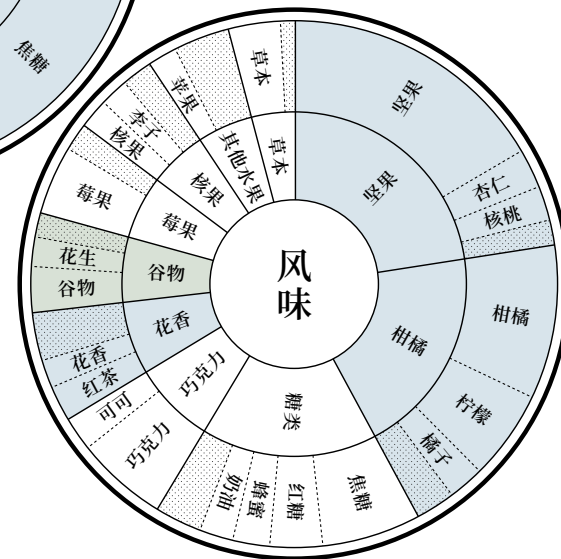 焦糖
风
味
坚果
柑橘
糖类
巧克力
花香
谷物
莓果
核果
其他水果
草本
坚果
杏仁
核桃
柑橘
柠檬
橘子
焦糖
红糖
蜂蜜
奶油
巧克力
可可
红茶
花香
谷物
花生
莓果
核果
李子
苹果
草本